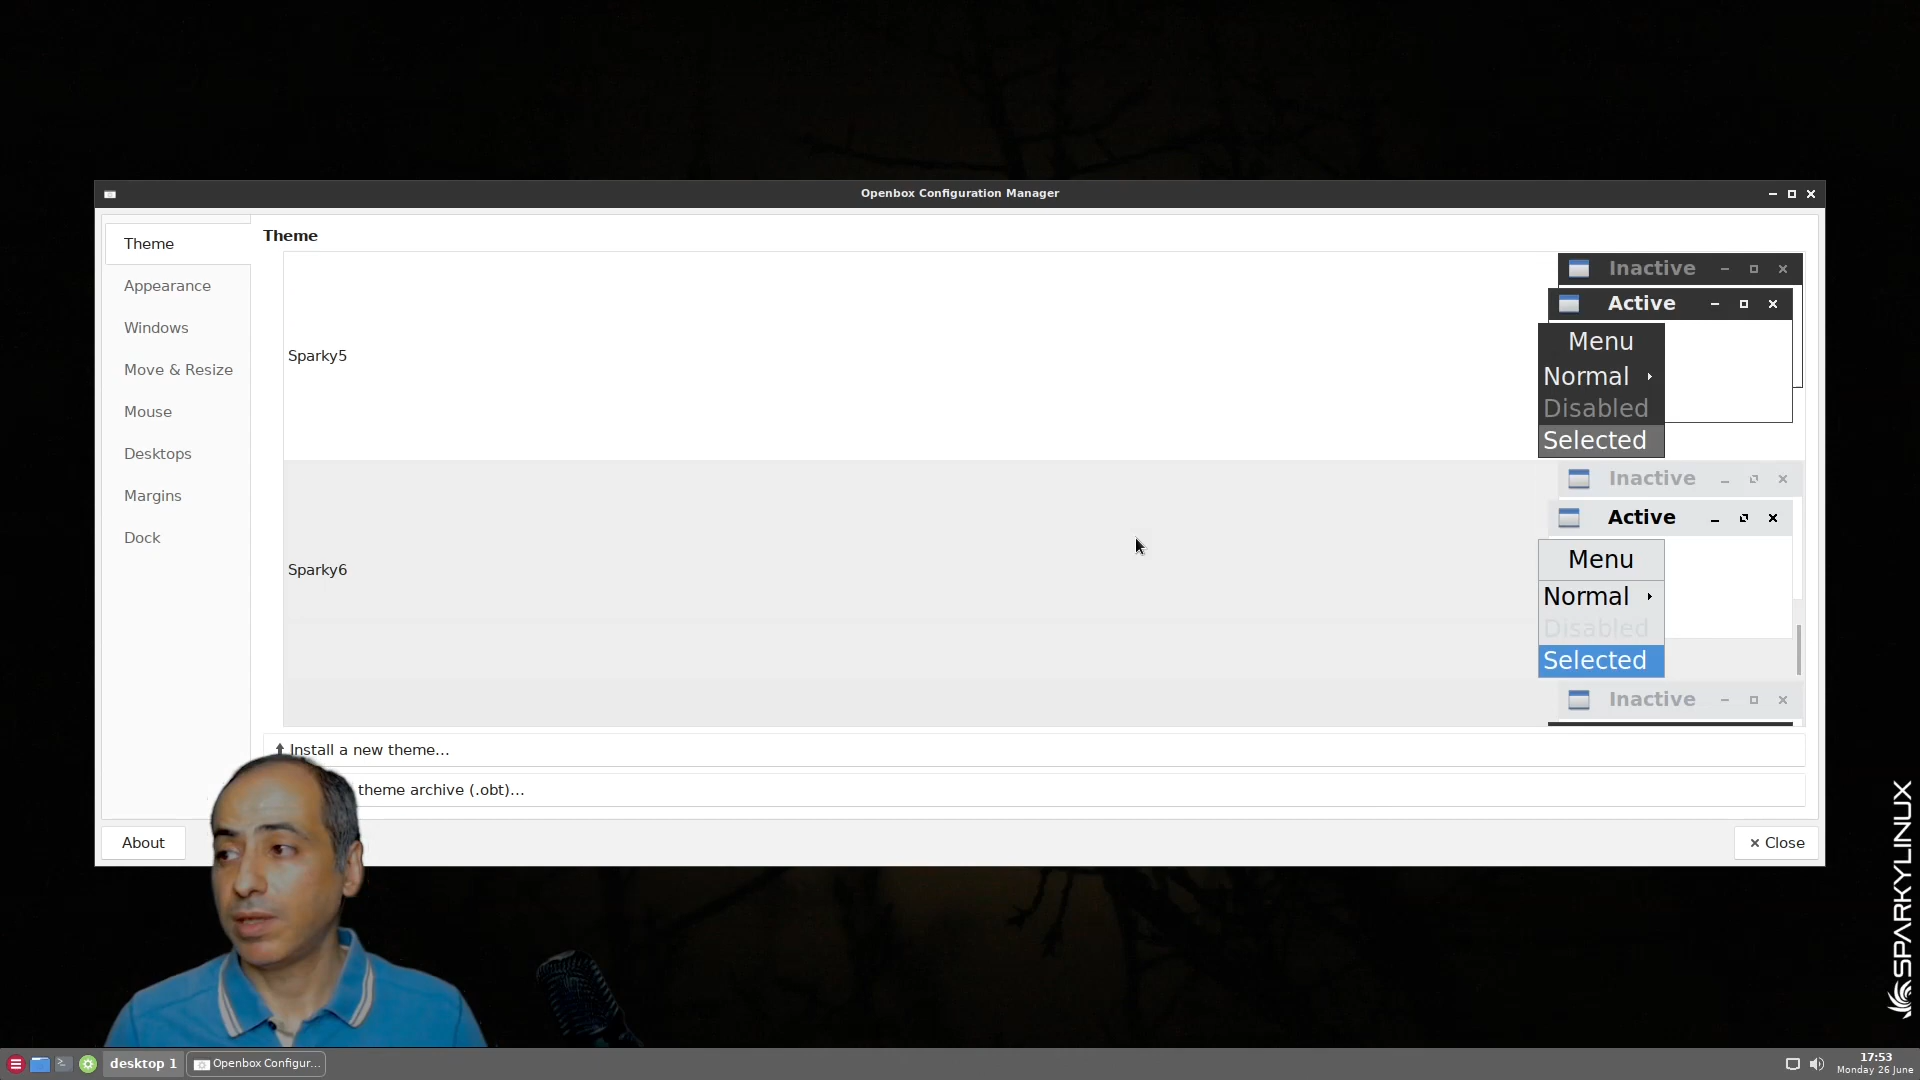 Openbox Configuration Manager
Theme
Appearance
Windows
Move & Resize
Mouse
Desktops
Margins
Dock
Theme
Sparky5
Inactive
Active
Menu
Normal
Disabled
Selected
Sparky6
Inactive
Active
Menu
Normal
Disabled
Selected
Inactive
Install a new theme...
theme archive (.obt)...
About
Close
SPARKYLINUX
desktop 1
Openbox Configur...
17:53
Monday 26 June